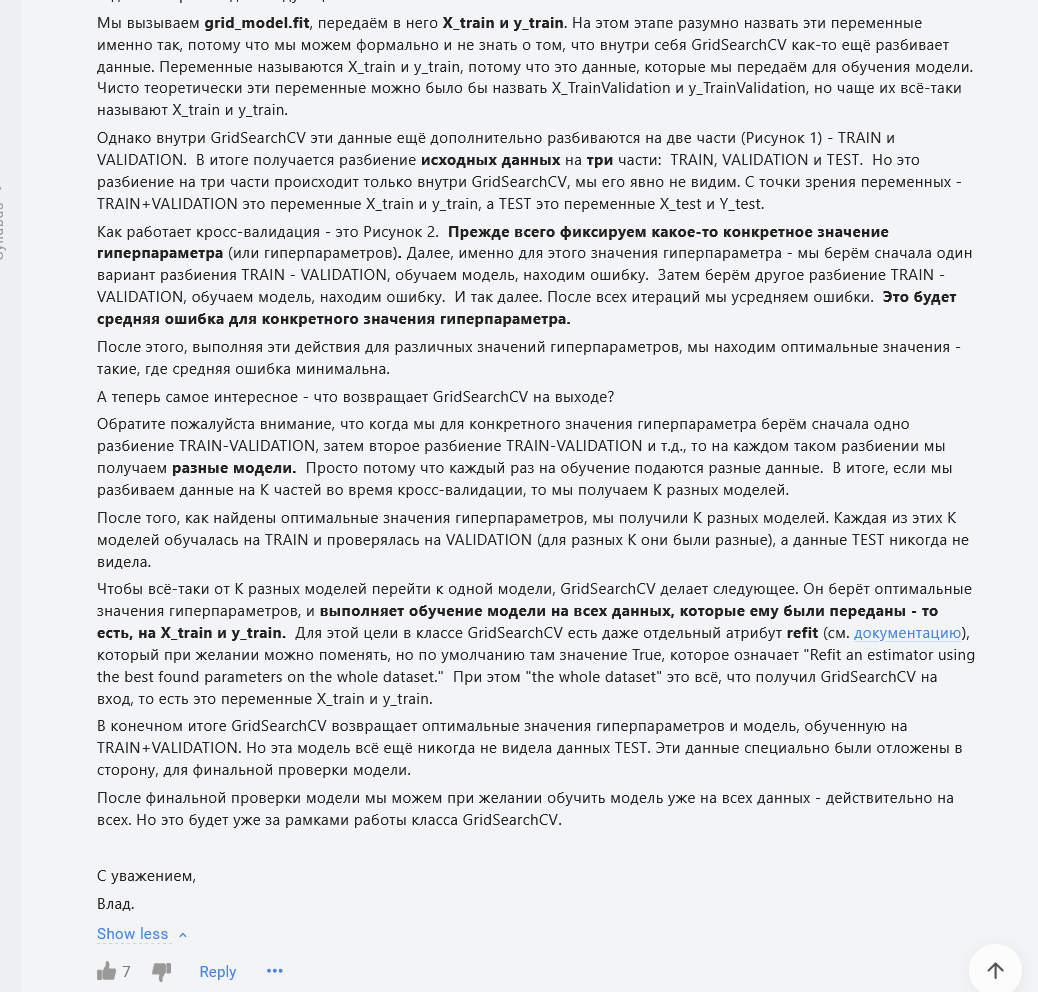 Мы вызываем grid_model.fit, передаём в него X_train и y_train. На этом этапе разумно назвать эти переменные
именно так, потому что мы можем формально и не знать о том, что внутри себя GridSearchCV как-то ещё разбивает
данные. Переменные называются X_train и y_train, потому что это данные, которые мы передаём для обучения модели.
Чисто теоретически эти переменные можно было бы назвать X_TrainValidation и y_TrainValidation, но чаще их всё-таки
называют X_train и y_train.
Однако внутри GridSearchCV эти данные ещё дополнительно разбиваются на две части (Рисунок 1) - TRAIN и
VALIDATION.  В итоге получается разбиение исходных данных на три части:  TRAIN, VALIDATION и TEST.  Но это
разбиение на три части происходит только внутри GridSearchCV, мы его явно не видим. С точки зрения переменных -
TRAIN+VALIDATION это переменные X_train и y_train, а TEST это переменные X_test и Y_test.
Как работает кросс-валидация - это Рисунок 2.  Прежде всего фиксируем какое-то конкретное значение
гиперпараметра (или гиперпараметров). Далее, именно для этого значения гиперпараметра - мы берём сначала один
вариант разбиения TRAIN - VALIDATION, обучаем модель, находим ошибку.  Затем берём другое разбиение TRAIN -
VALIDATION, обучаем модель, находим ошибку.  И так далее. После всех итераций мы усредняем ошибки.  Это будет
средняя ошибка для конкретного значения гиперпараметра.
После этого, выполняя эти действия для различных значений гиперпараметров, мы находим оптимальные значения -
такие, где средняя ошибка минимальна.
А теперь самое интересное - что возвращает GridSearchCV на выходе?
Обратите пожалуйста внимание, что когда мы для конкретного значения гиперпараметра берём сначала одно
разбиение TRAIN-VALIDATION, затем второе разбиение TRAIN-VALIDATION и т.д., то на каждом таком разбиении мы
получаем разные модели.  Просто потому что каждый раз на обучение подаются разные данные.  В итоге, если мы
разбиваем данные на К частей во время кросс-валидации, то мы получаем К разных моделей.
После того, как найдены оптимальные значения гиперпараметров, мы получили К разных моделей. Каждая из этих К
моделей обучалась на TRAIN и проверялась на VALIDATION (для разных К они были разные), а данные TEST никогда не
видела.
Чтобы всё-таки от К разных моделей перейти к одной модели, GridSearchCV делает следующее. Он берёт оптимальные
значения гиперпараметров, и выполняет обучение модели на всех данных, которые ему были переданы - то
есть, на X_train и y_train.  Для этой цели в классе GridSearchCV есть даже отдельный атрибут refit (см. документацию),
который при желании можно поменять, но по умолчанию там значение True, которое означает "Refit an estimator using
the best found parameters on the whole dataset."  При этом "the whole dataset" это всё, что получил GridSearchCV на
вход, то есть это переменные X_train и y_train.
В конечном итоге GridSearchCV возвращает оптимальные значения гиперпараметров и модель, обученную на
TRAIN+VALIDATION. Но эта модель всё ещё никогда не видела данных TEST. Эти данные специально были отложены в
сторону, для финальной проверки модели.
После финальной проверки модели мы можем при желании обучить модель уже на всех данных - действительно на
всех. Но это будет уже за рамками работы класса GridSearchCV.
С уважением,
Влад.
Show less
7 Reply